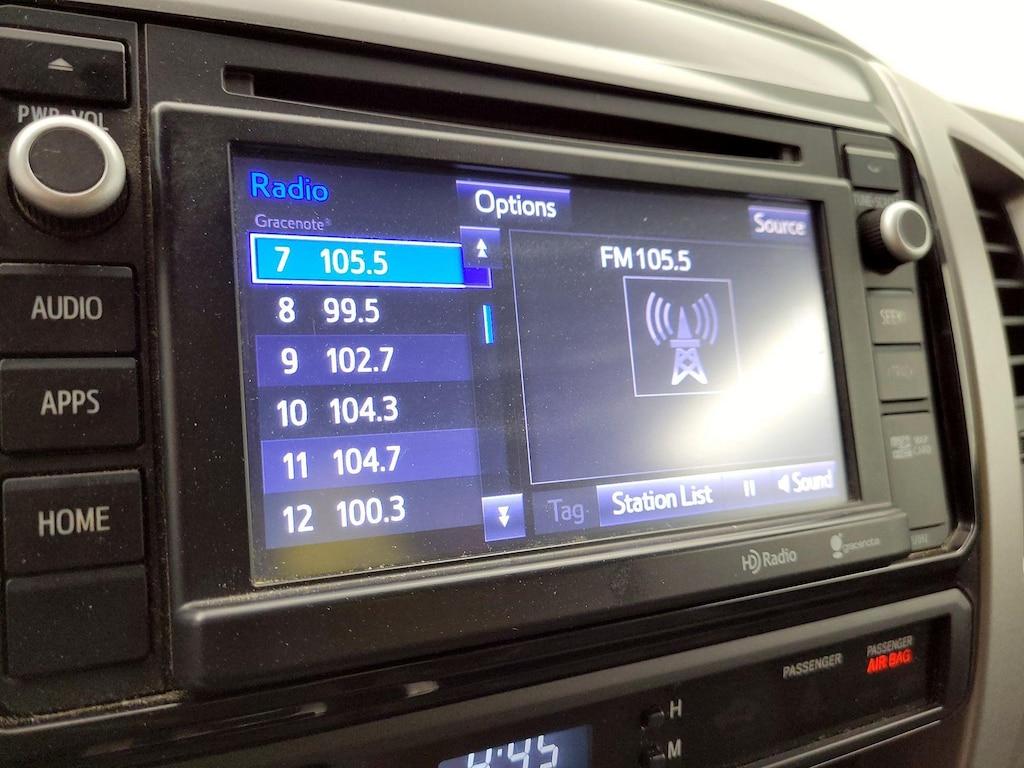 PWR VOL
AUDIO
APPS
HOME
Radio
Gracenote®
Options
Source
7 105.5
8 99.5
9 102.7
10 104.3
11 104.7
12 100.3
FM 105.5
Tag
Station List
Sound
SEEK
HD Radio
gracenote
PASSENGER
PASSENGER
AIR BAG
H
M